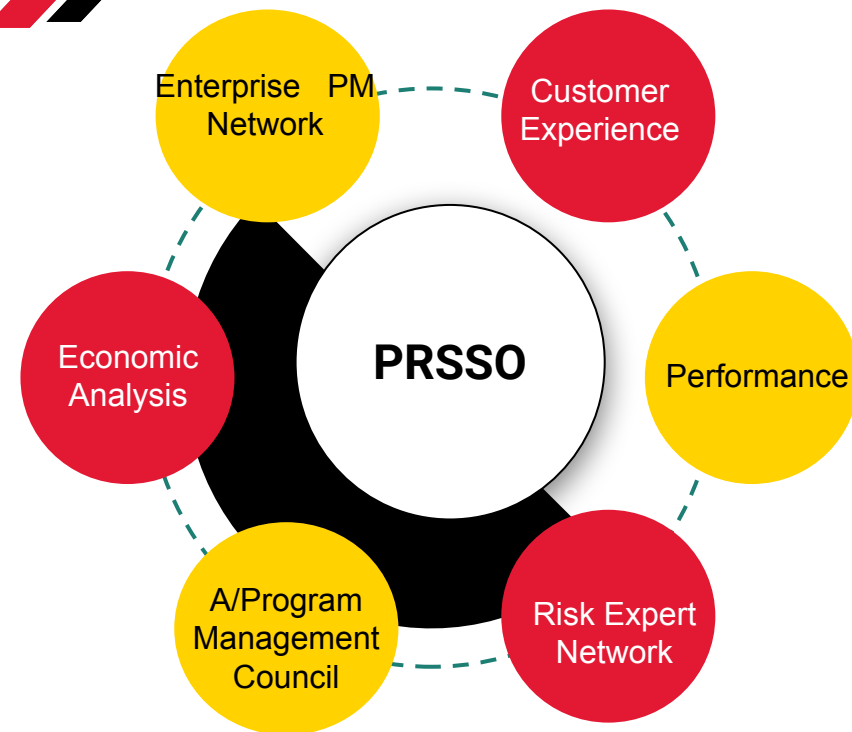 Enterprise PM
Network
Customer
Experience
Economic
Analysis
PRSSO
Performance
A/Program
Management
Council
Risk Expert
Network